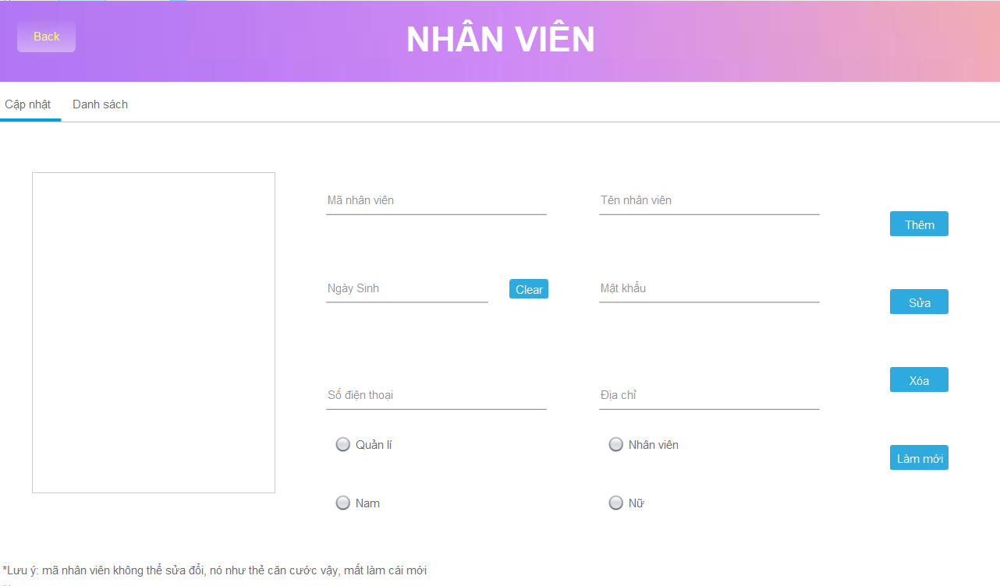 Back
NHÂN VIÊN
Cập nhật
Danh sách
Mã nhân viên
Tên nhân viên
Thêm
Ngày Sinh
Clear
Mật khẩu
Sửa
Xóa
Số điện thoại
Địa chỉ
Quản lí
Nhân viên
Làm mới
Nam
Nữ
*Lưu ý: mã nhân viên không thể sửa đổi, nó như thẻ căn cước vậy, mất làm cái mới